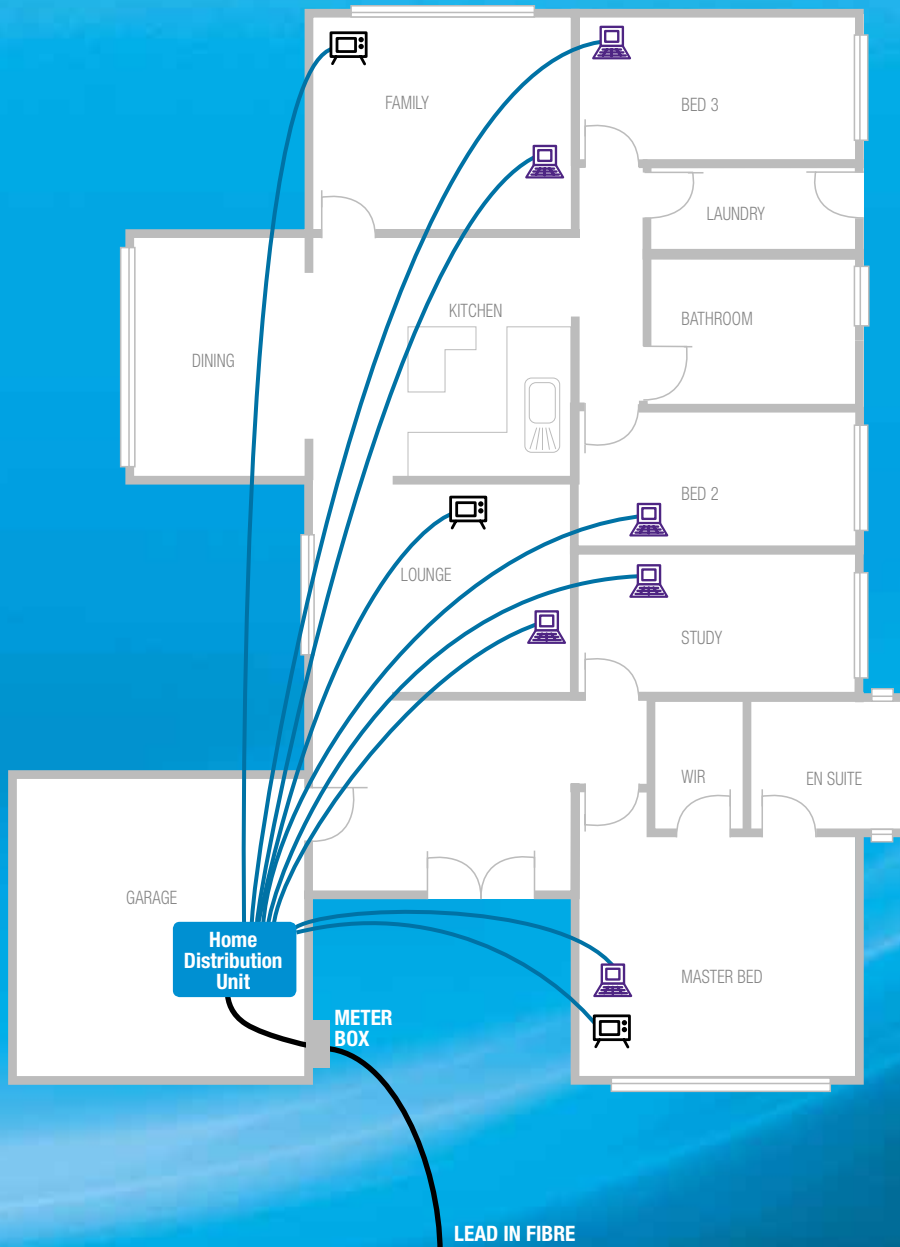 FAMILY
BED 3
LAUNDRY
KITCHEN
BATHROOM
DINING
BED 2
LOUNGE
STUDY
WIR
EN SUITE
GARAGE
Home
Distribution
Unit
MASTER BED
METER
BOX
LEAD IN FIBRE